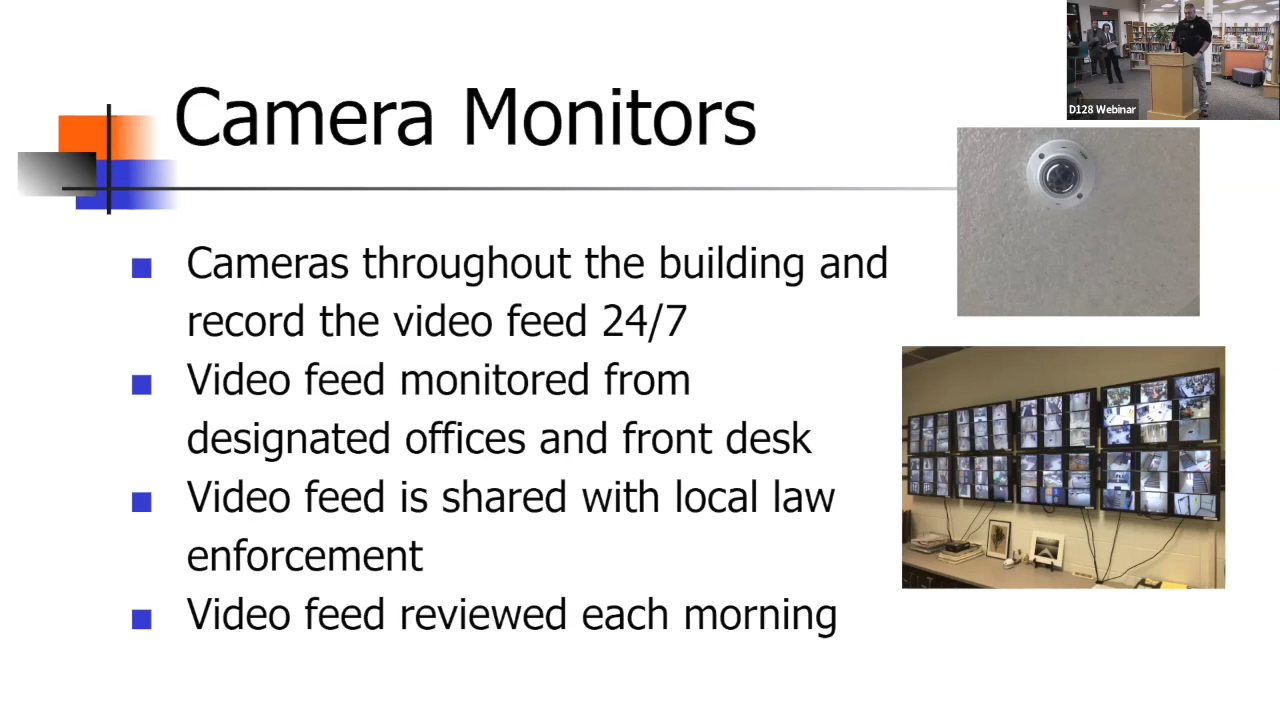 D128 Webinar
Camera Monitors
Cameras throughout the building and
record the video feed 24/7
Video feed monitored from
designated offices and front desk
Video feed is shared with local law
enforcement
Video feed reviewed each morning